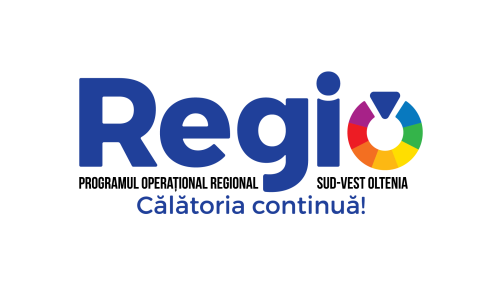 Regio
PROGRAMUL OPERAȚIONAL REGIONAL SUD-VEST OLTENIA
Călătoria continuă!